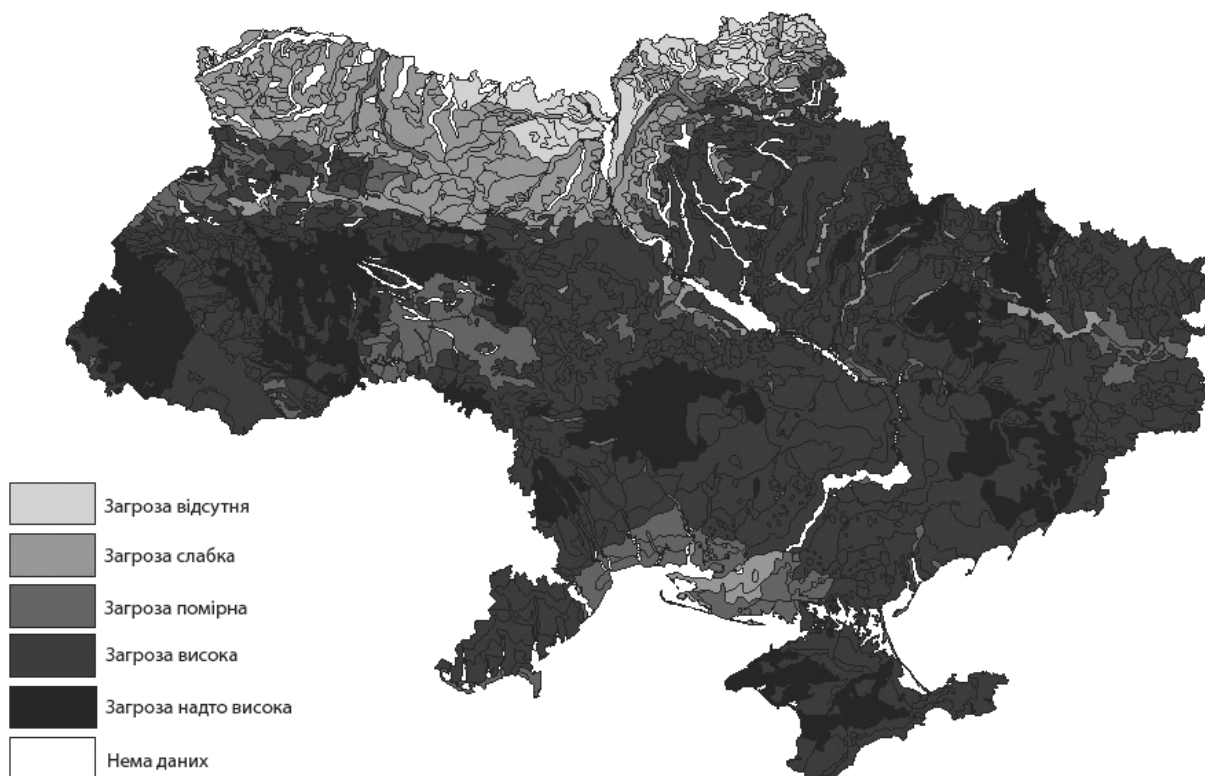 Загроза відсутня
Загроза слабка
Загроза помірна
Загроза висока
Загроза надто висока
Нема даних